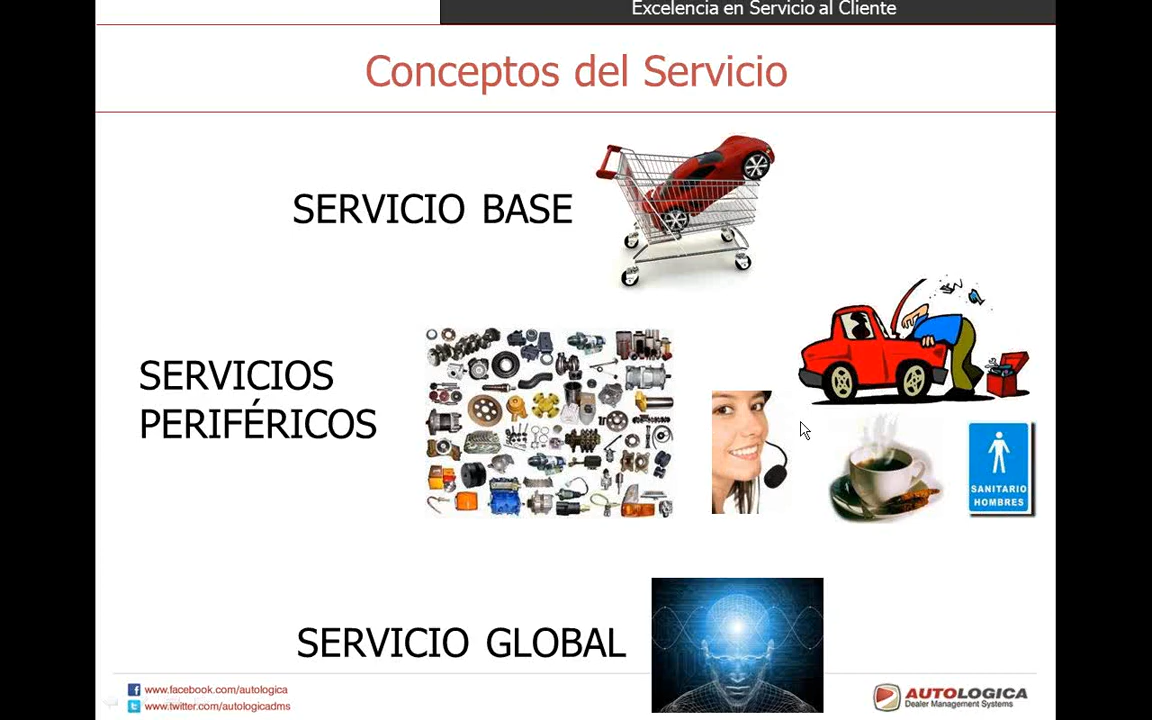 Excelencia en Servicio al Cliente
Conceptos del Servicio
SERVICIO BASE
SERVICIOS
PERIFÉRICOS
SANITARIO
HOMBRES
SERVICIO GLOBAL
www.facebook.com/autologica
www.twitter.com/autologicadms
AUTOLOGICA
Dealer Management Systems